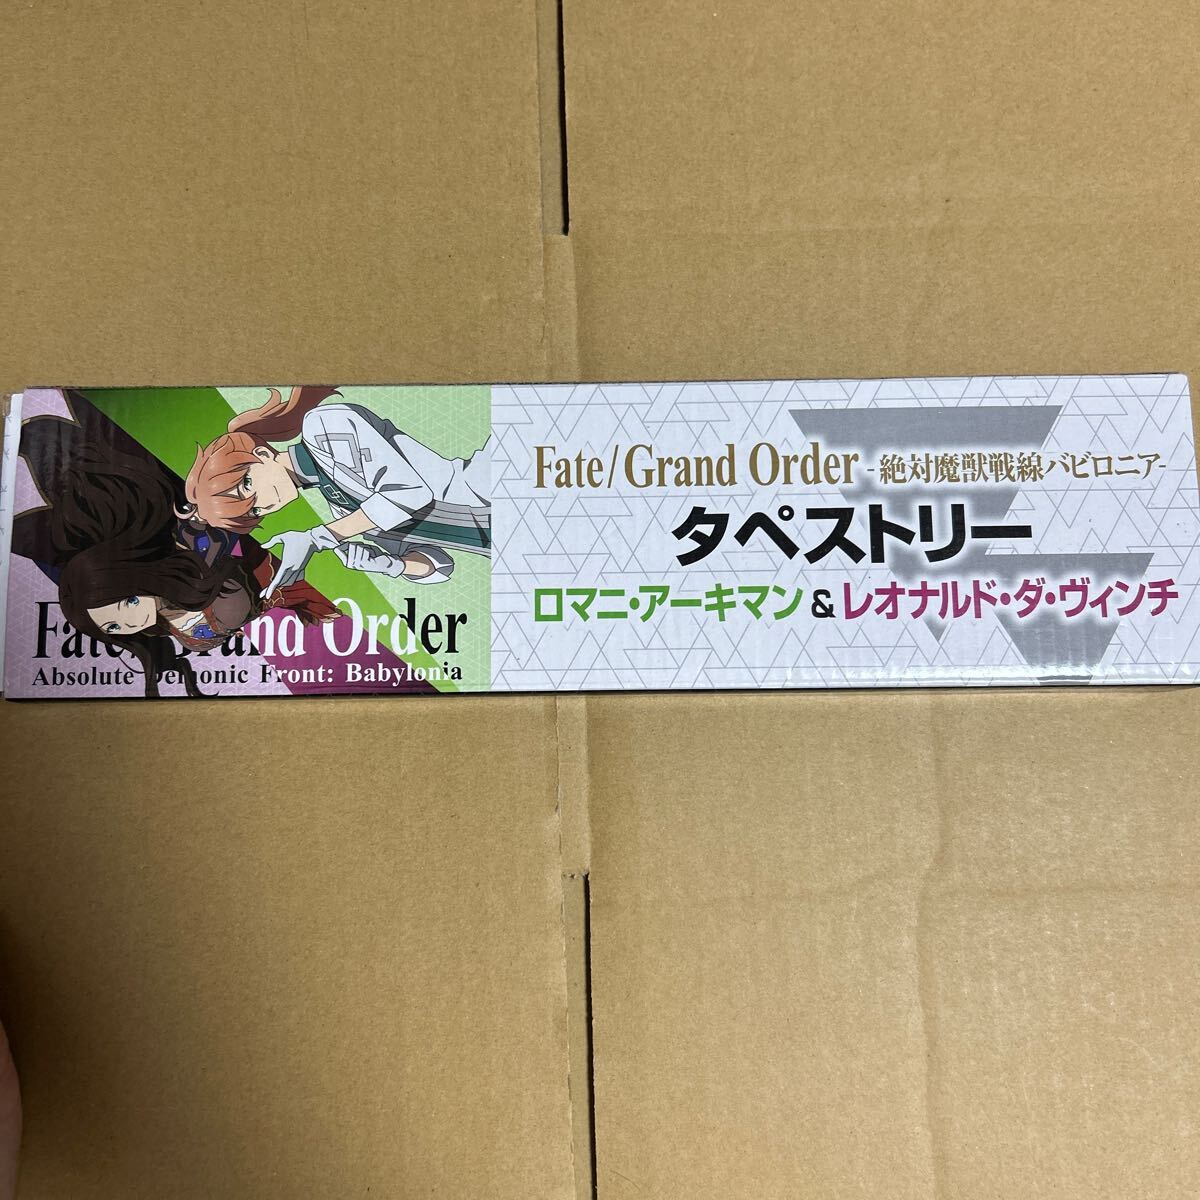 Fate/Grand Order
Absolute Demonic Front: Babylonia
Fate/Grand Order -絶対魔獣戦線バビロニア-
タペストリー
ロマニ・アーキマン&レオナルド・ダ・ヴィンチ